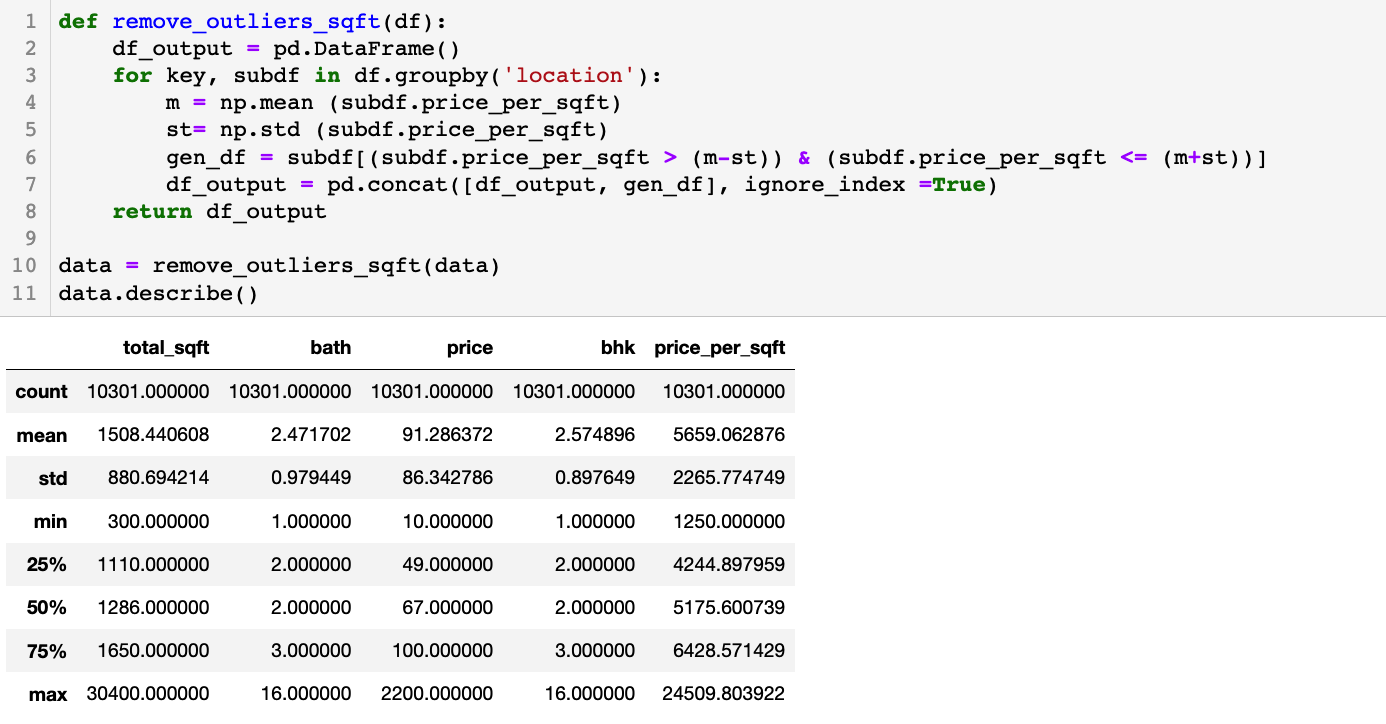 1 def remove_outliers_sqft(df):
2     df_output = pd.DataFrame()
3     for key, subdf in df.groupby('location'):
4         m = np.mean (subdf.price_per_sqft)
5         st= np.std (subdf.price_per_sqft)
6         gen_df = subdf[(subdf.price_per_sqft > (m-st)) & (subdf.price_per_sqft <= (m+st))]
7         df_output = pd.concat([df_output, gen_df], ignore_index =True)
8     return df_output
9
10 data = remove_outliers_sqft(data)
11 data.describe()
total_sqft bath price bhk price_per_sqft
count 10301.000000 10301.000000 10301.000000 10301.000000 10301.000000
mean 1508.440608 2.471702 91.286372 2.574896 5659.062876
std 880.694214 0.979449 86.342786 0.897649 2265.774749
min 300.000000 1.000000 10.000000 1.000000 1250.000000
25% 1110.000000 2.000000 49.000000 2.000000 4244.897959
50% 1286.000000 2.000000 67.000000 2.000000 5175.600739
75% 1650.000000 3.000000 100.000000 3.000000 6428.571429
max 30400.000000 16.000000 2200.000000 16.000000 24509.803922